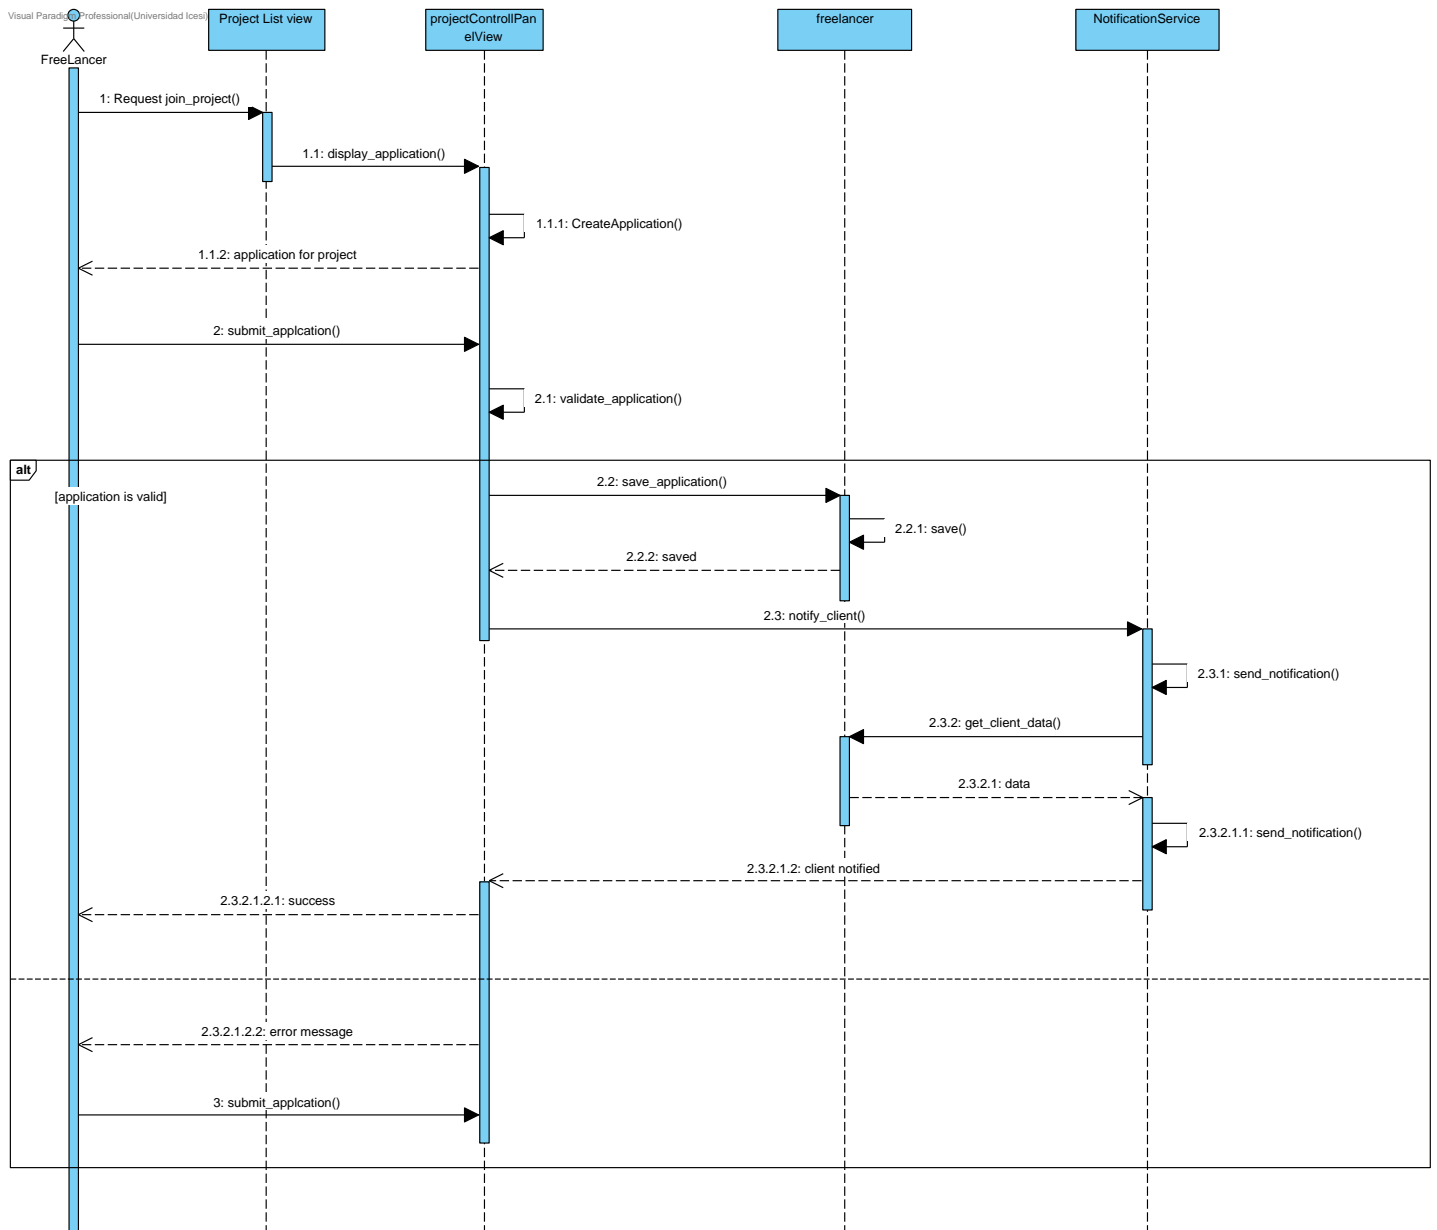 Visual Paradigm Professional(Universidad Icesi)
FreeLancer
Project List view
projectControllPan
elView
freelancer
NotificationService
1: Request join_project()
1.1: display_application()
1.1.1: CreateApplication()
1.1.2: application for project
2: submit_applcation()
2.1: validate_application()
alt
[application is valid]
2.2: save_application()
2.2.1: save()
2.2.2: saved
2.3: notify_client()
2.3.1: send_notification()
2.3.2: get_client_data()
2.3.2.1: data
2.3.2.1.1: send_notification()
2.3.2.1.2: client notified
2.3.2.1.2.1: success
2.3.2.1.2.2: error message
3: submit_applcation()